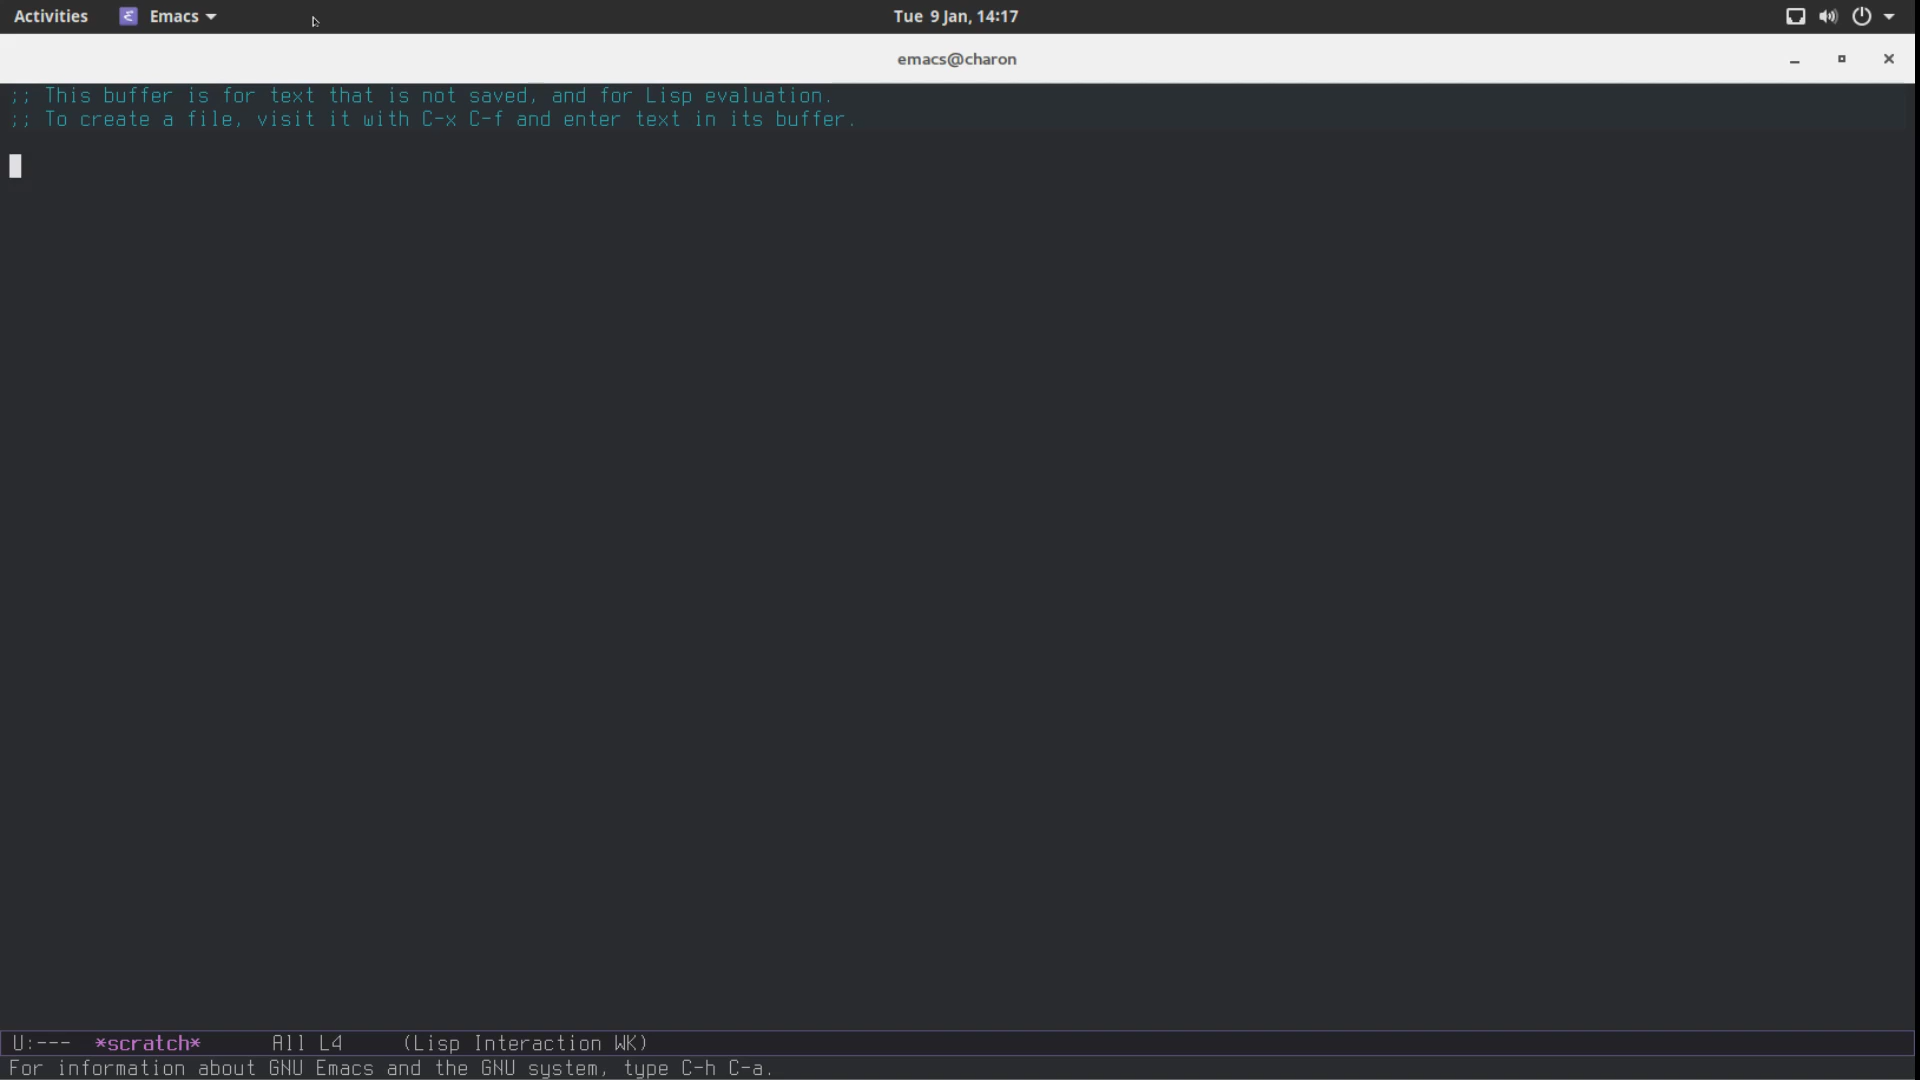 Activities Emacs Tue 9 Jan, 14:17
emacs@charon
;; This buffer is for text that is not saved, and for Lisp evaluation.
;; To create a file, visit it with C-x C-f and enter text in its buffer.
U:--- *scratch* All L4 (Lisp Interaction WK)
For information about GNU Emacs and the GNU system, type C-h C-a.